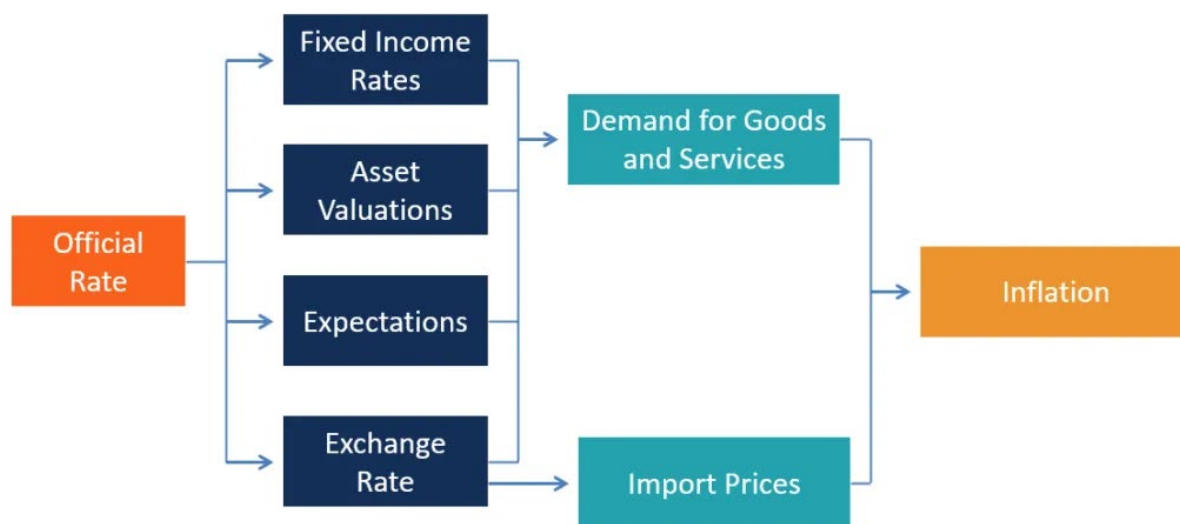 Fixed Income
Rates
Asset
Valuations
Official
Rate
Expectations
Exchange
Rate
Demand for Goods
and Services
Import Prices
Inflation